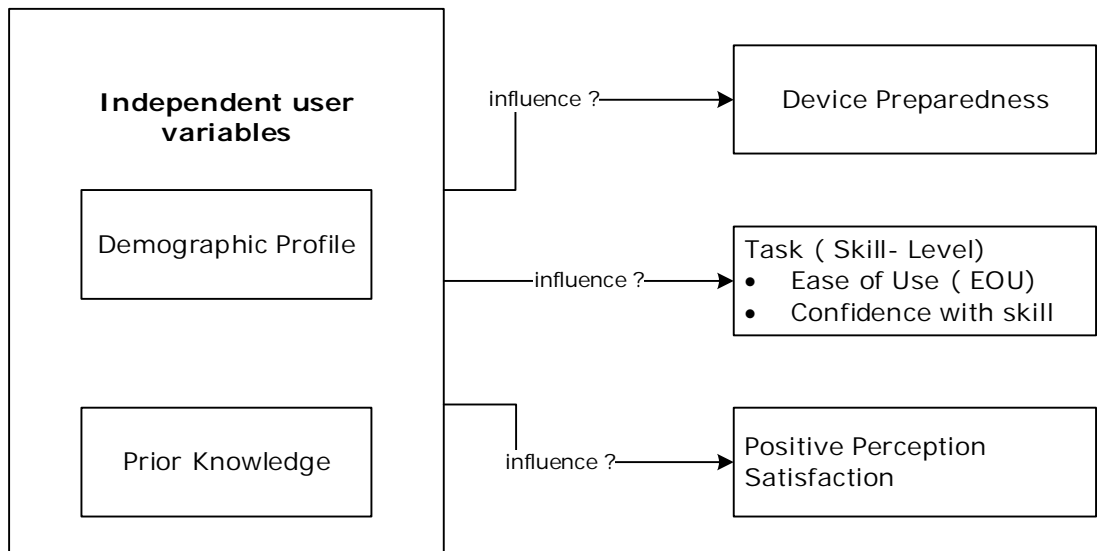 Independent user
variables
Demographic Profile
Prior Knowledge
influence ?
Device Preparedness
influence ?
Task ( Skill- Level)
• Ease of Use ( EOU)
• Confidence with skill
influence ?
Positive Perception
Satisfaction